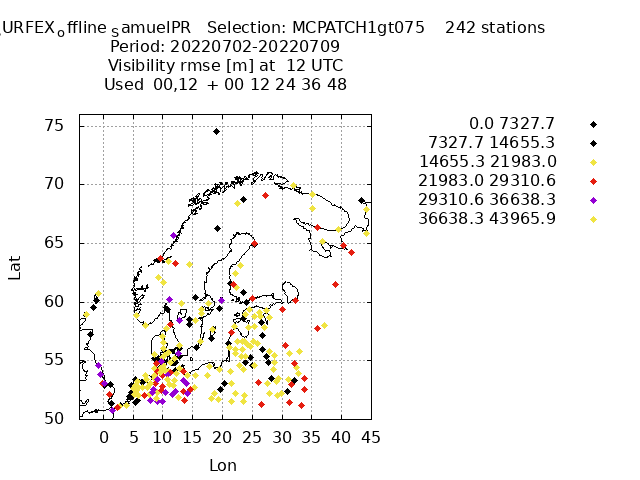 URFEX_offline_samuelPR Selection: MCPATCH1gt075 242 stations
Period: 20220702-20220709
Visibility rmse [m] at 12 UTC
Used 00,12 + 00 12 24 36 48
0.0 7327.7
7327.7 14655.3
14655.3 21983.0
21983.0 29310.6
29310.6 36638.3
36638.3 43965.9
75
70
65
60
55
50
Lat
0 5 10 15 20 25 30 35 40 45
Lon